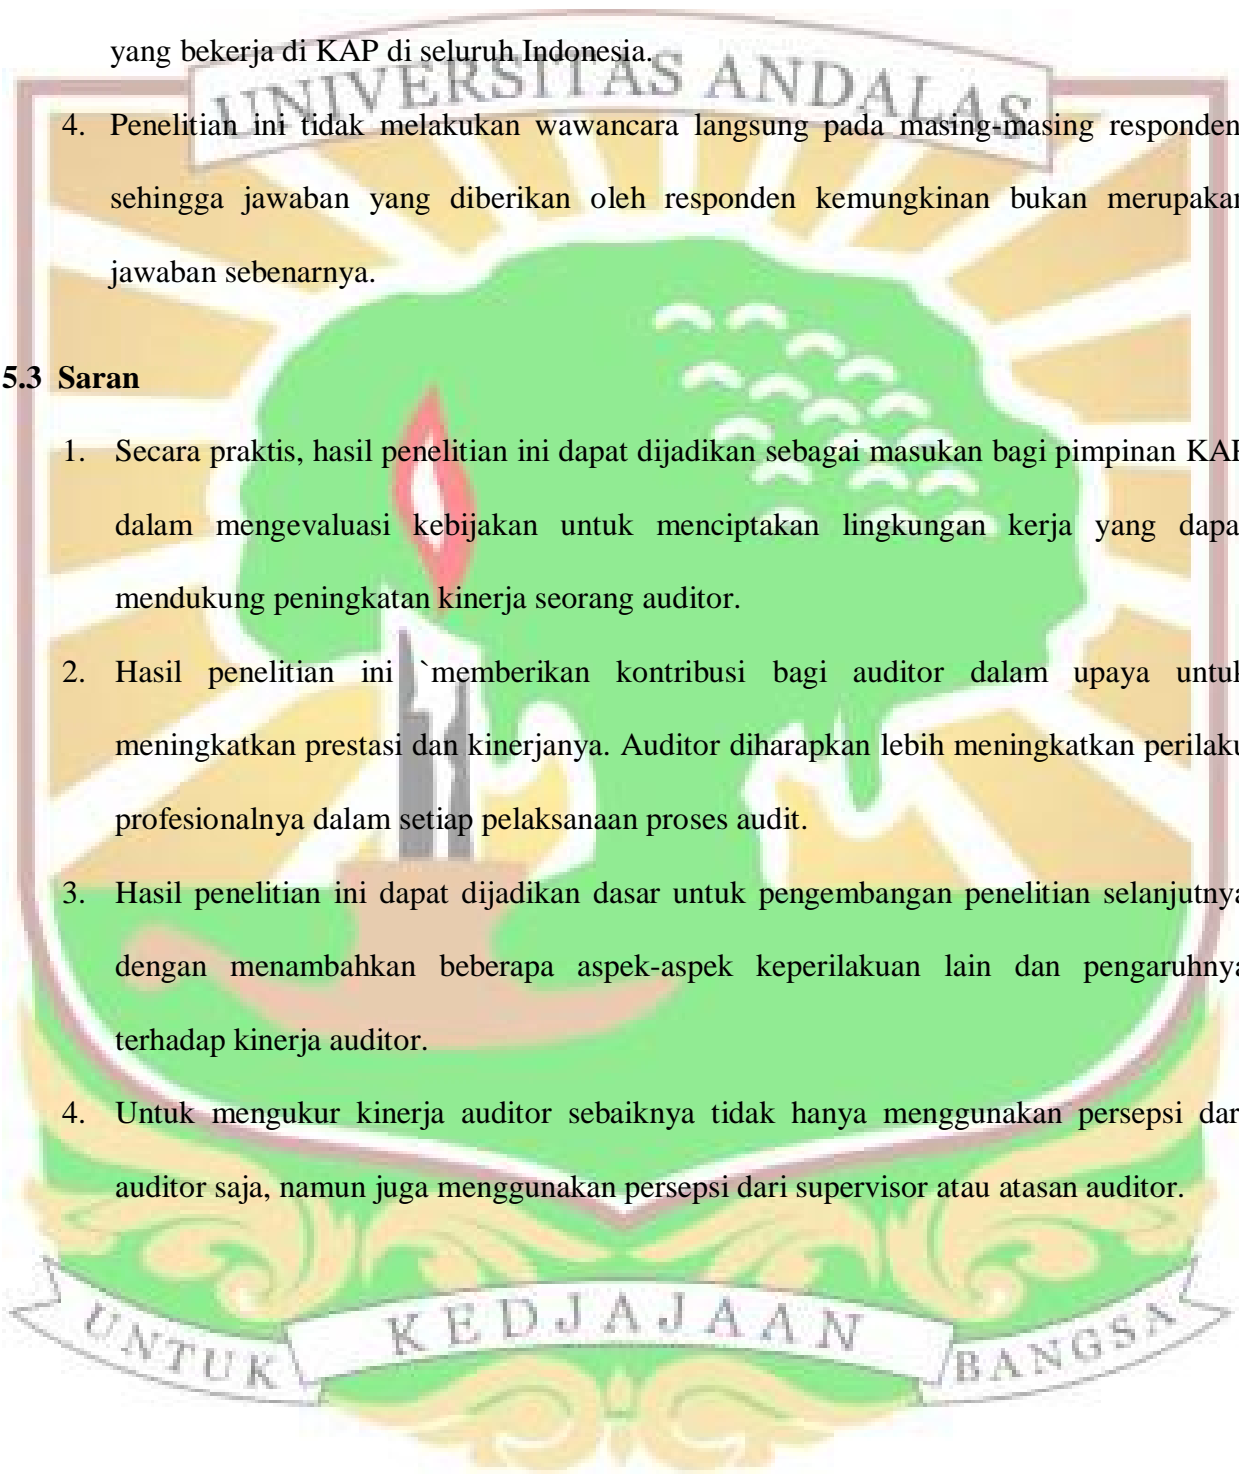 yang bekerja di KAP di seluruh Indonesia.
UNIVERSITAS ANDALAS
4. Penelitian ini tidak melakukan wawancara langsung pada masing-masing responden
sehingga jawaban yang diberikan oleh responden kemungkinan bukan merupakan
jawaban sebenarnya.
5.3 Saran
1. Secara praktis, hasil penelitian ini dapat dijadikan sebagai masukan bagi pimpinan KAP
dalam mengevaluasi kebijakan untuk menciptakan lingkungan kerja yang dapat
mendukung peningkatan kinerja seorang auditor.
2. Hasil penelitian ini `memberikan kontribusi bagi auditor dalam upaya untuk
meningkatkan prestasi dan kinerjanya. Auditor diharapkan lebih meningkatkan perilaku
profesionalnya dalam setiap pelaksanaan proses audit.
3. Hasil penelitian ini dapat dijadikan dasar untuk pengembangan penelitian selanjutnya
dengan menambahkan beberapa aspek-aspek keperilakuan lain dan pengaruhnya
terhadap kinerja auditor.
4. Untuk mengukur kinerja auditor sebaiknya tidak hanya menggunakan persepsi dari
auditor saja, namun juga menggunakan persepsi dari supervisor atau atasan auditor.
UNTUK KEDJAJAAN BANGSA